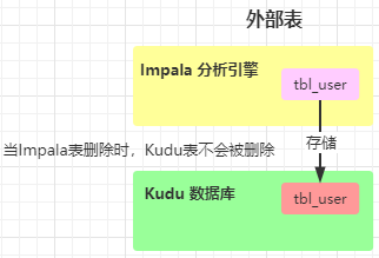 外部表
Impala 分析引擎
tbl_user
当Impala表删除时，Kudu表不会被删除
存储
Kudu 数据库
tbl_user